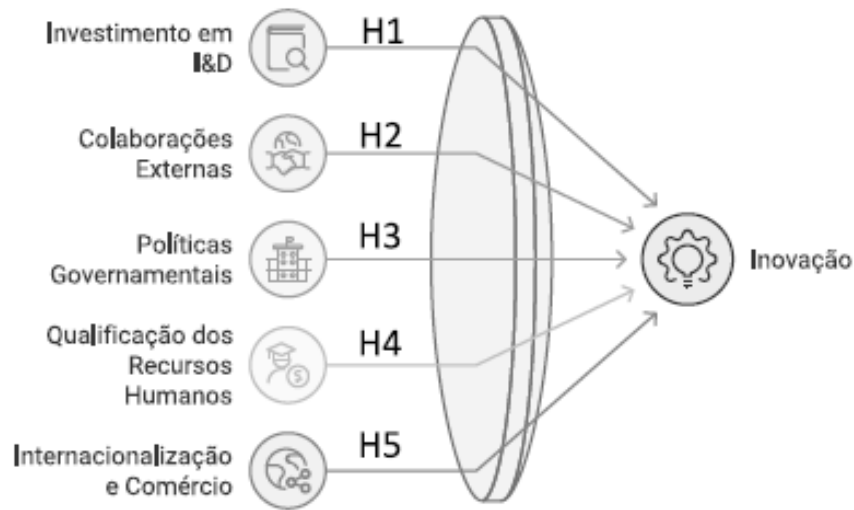 Investimento em
I&D
H1
Colaborações
Externas
H2
Políticas
Governamentais
H3
Qualificação dos
Recursos
Humanos
H4
Internacionalização
e Comércio
H5
Inovação